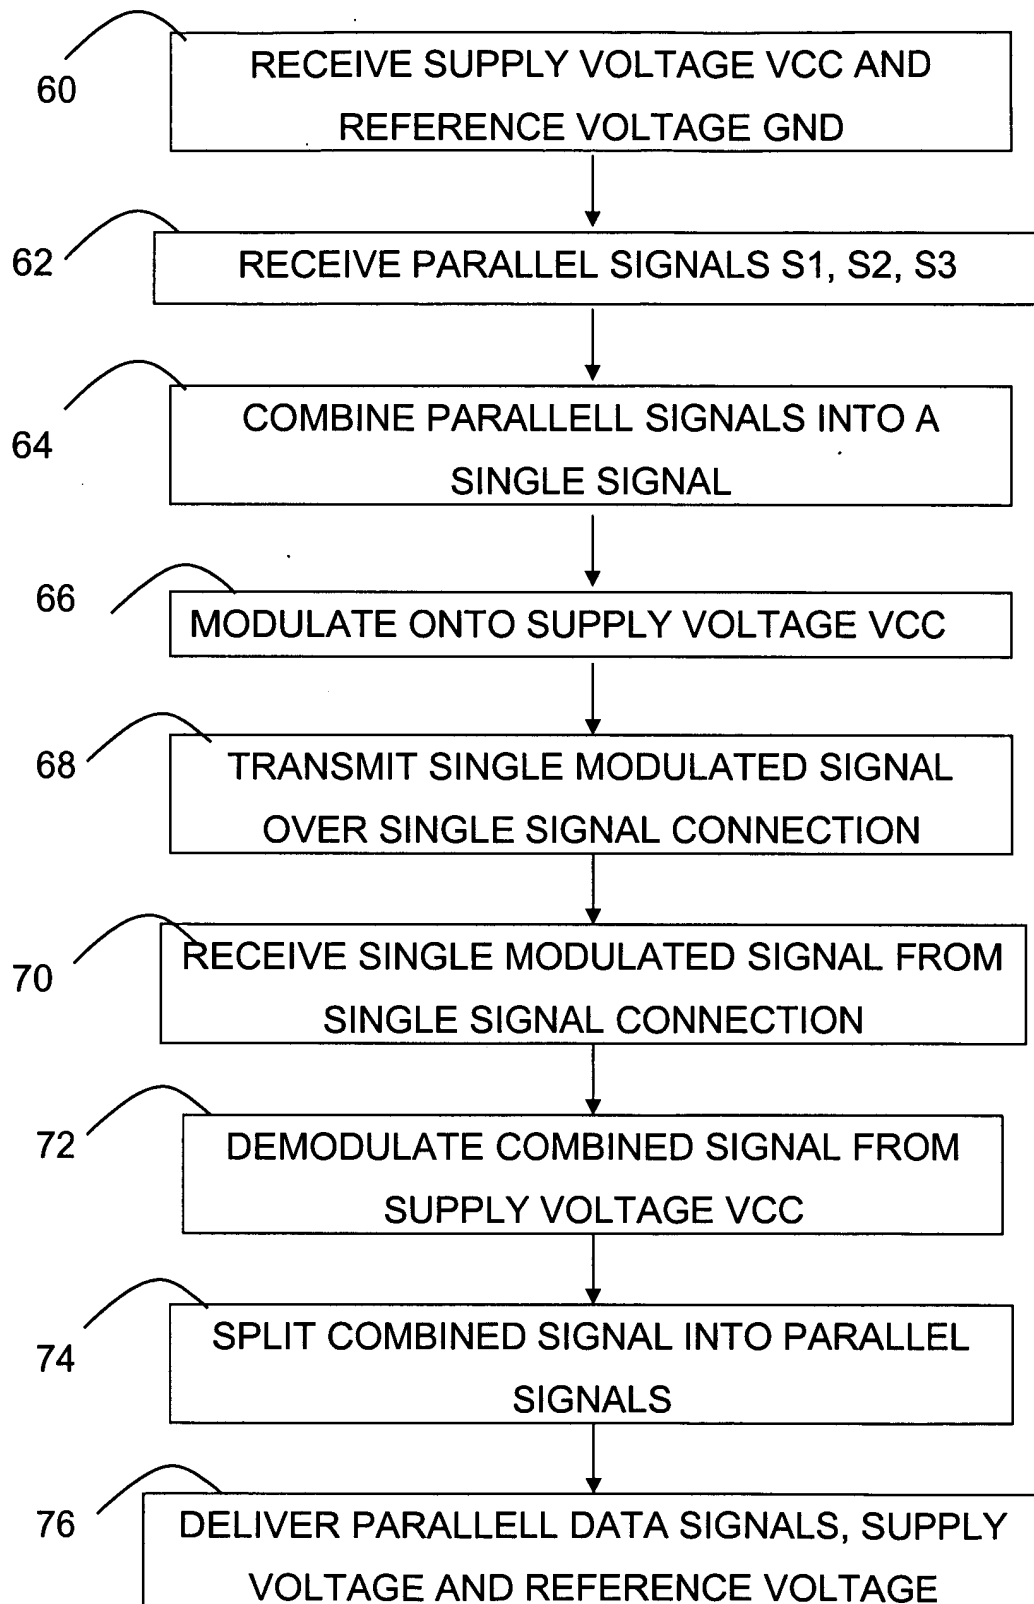 60
RECEIVE SUPPLY VOLTAGE VCC AND
REFERENCE VOLTAGE GND
62
RECEIVE PARALLEL SIGNALS S1, S2, S3
64
COMBINE PARALLELL SIGNALS INTO A
SINGLE SIGNAL
66
MODULATE ONTO SUPPLY VOLTAGE VCC
68
TRANSMIT SINGLE MODULATED SIGNAL
OVER SINGLE SIGNAL CONNECTION
70
RECEIVE SINGLE MODULATED SIGNAL FROM
SINGLE SIGNAL CONNECTION
72
DEMODULATE COMBINED SIGNAL FROM
SUPPLY VOLTAGE VCC
74
SPLIT COMBINED SIGNAL INTO PARALLEL
SIGNALS
76
DELIVER PARALLELL DATA SIGNALS, SUPPLY
VOLTAGE AND REFERENCE VOLTAGE